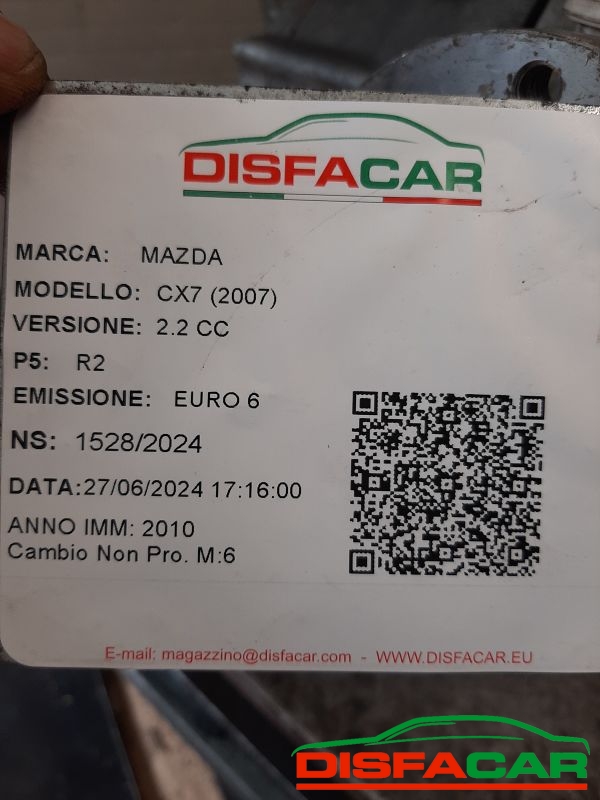 DISFACAR
MARCA: MAZDA
MODELLO: CX7 (2007)
VERSIONE: 2.2 CC
P5: R2
EMISSIONE: EURO 6
NS: 1528/2024
DATA:27/06/2024 17:16:00
ANNO IMM: 2010
Cambio Non Pro. M:6
E-mail: magazzino@disfacar.com - WWW.DISFACAR.EU
DISFACAR